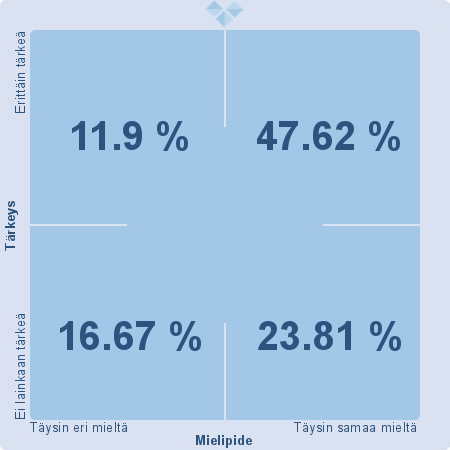 Erittäin tärkeä
11.9 %
47.62 %
Tärkeys
16.67 %
23.81 %
Ei lainkaan tärkeä
Täysin eri mieltä
Täysin samaa mieltä
Mielipide